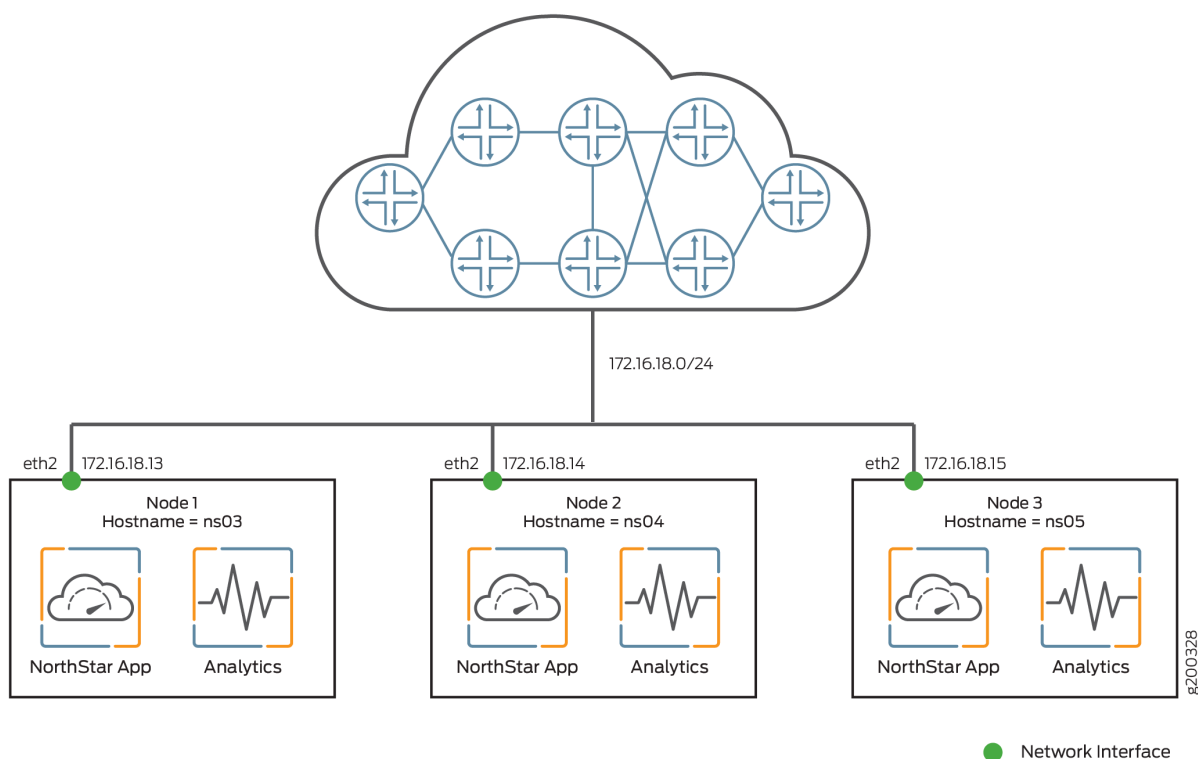 172.16.18.0/24
eth2 172.16.18.13
eth2 172.16.18.14
eth2 172.16.18.15
Node 1
Hostname = ns03
NorthStar App Analytics
Node 2
Hostname = ns04
NorthStar App Analytics
Node 3
Hostname = ns05
NorthStar App Analytics
g200328
Network Interface